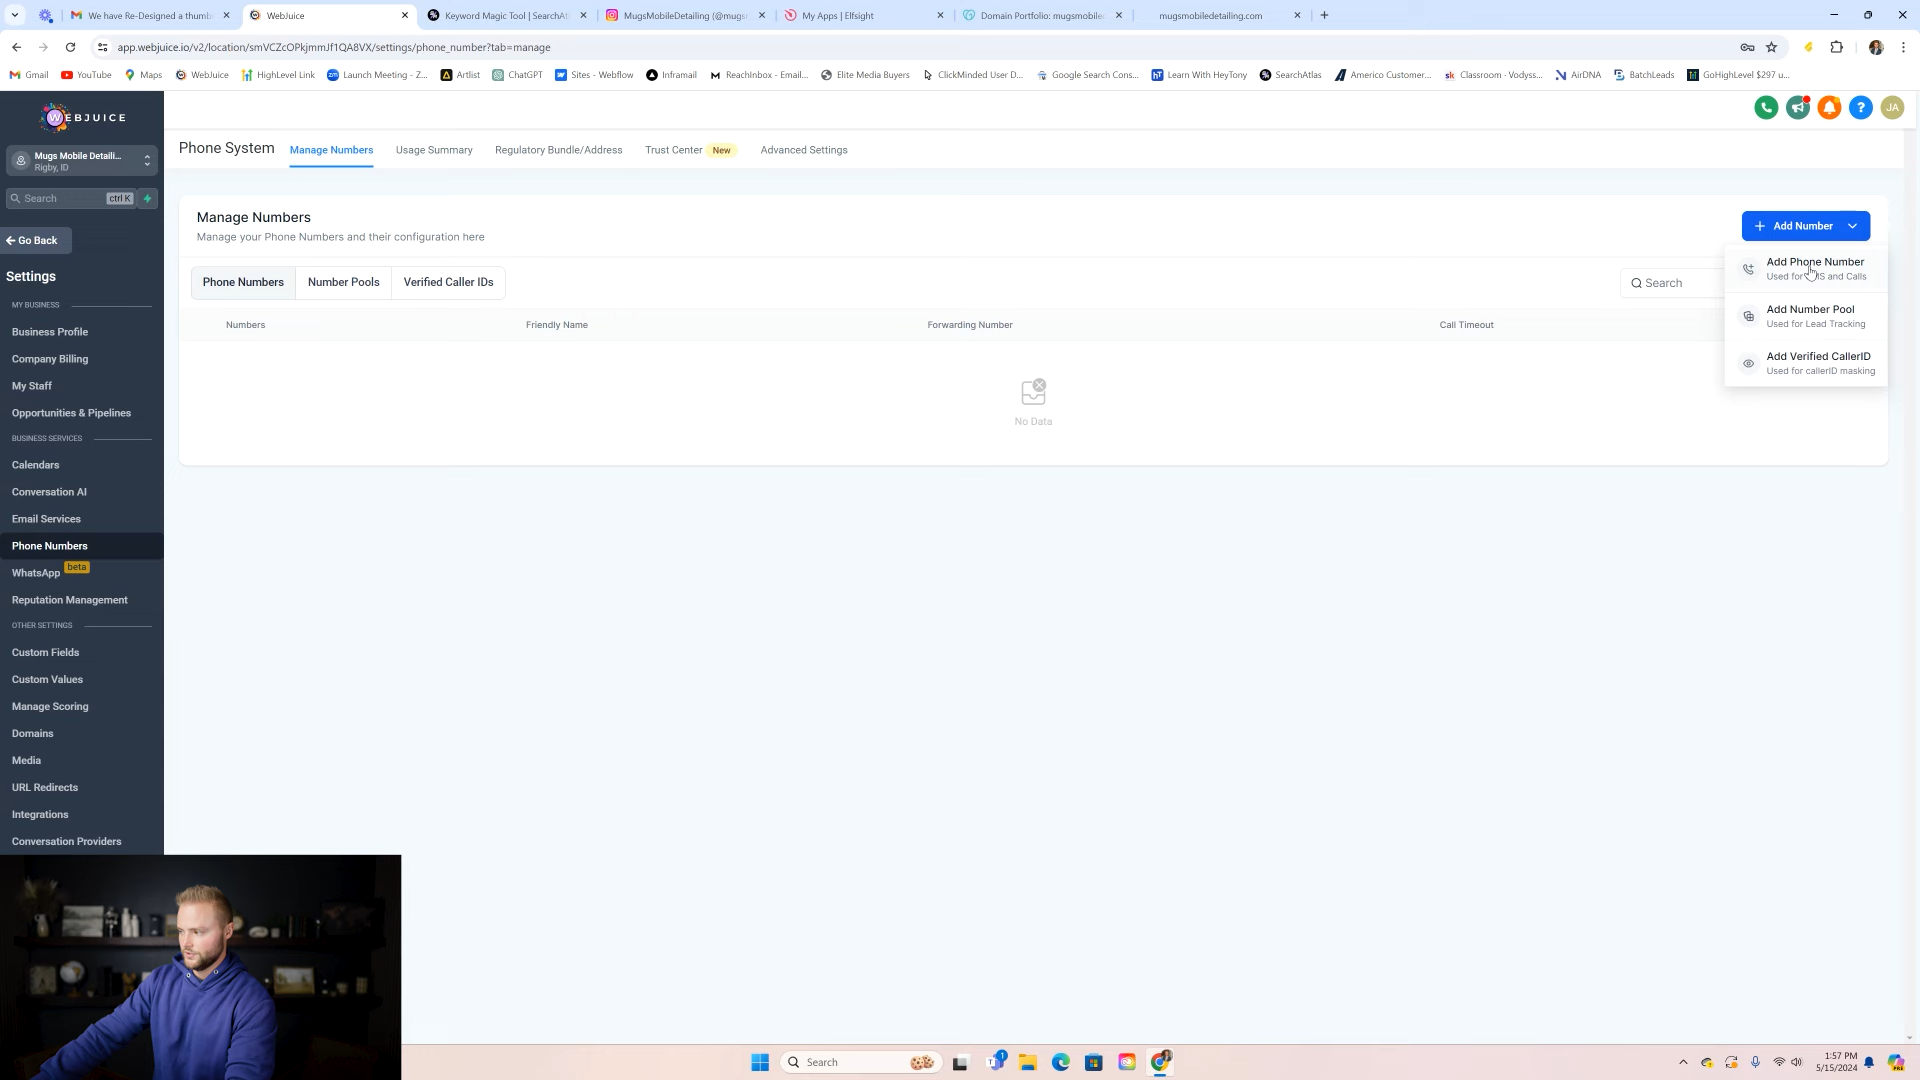 We have Re-Designed a thumb
WebJuice
Keyword Magic Tool | SearchAt
MugsMobileDetailing (@mugs
My Apps | Elfsight
Domain Portfolio: mugsmobile
mugsmobiledetailing.com
app.webjuice.io/v2/location/smVCZcOPkjmmJf1QA8VX/settings/phone_number?tab=manage
Gmail
YouTube
Maps
WebJuice
HighLevel Link
Launch Meeting - Z...
Artlist
ChatGPT
Sites - Webflow
Inframail
ReachInbox - Email...
Elite Media Buyers
ClickMinded User D...
Google Search Cons...
Learn With HeyTony
SearchAtlas
Americo Customer...
Classroom · Vodyss...
AirDNA
BatchLeads
GoHighLevel $297 u...
WEBJUICE
JA
Mugs Mobile Detaili...
Rigby, ID
Search
ctrl K
Go Back
Settings
MY BUSINESS
Business Profile
Company Billing
My Staff
Opportunities & Pipelines
BUSINESS SERVICES
Calendars
Conversation AI
Email Services
Phone Numbers
WhatsApp beta
Reputation Management
OTHER SETTINGS
Custom Fields
Custom Values
Manage Scoring
Domains
Media
URL Redirects
Integrations
Conversation Providers
Phone System
Manage Numbers
Usage Summary
Regulatory Bundle/Address
Trust Center New
Advanced Settings
Manage Numbers
Manage your Phone Numbers and their configuration here
Add Number
Phone Numbers
Number Pools
Verified Caller IDs
Search
Add Phone Number
Used for and Calls
Add Number Pool
Used for Lead Tracking
Add Verified CallerID
Used for callerID masking
Numbers
Friendly Name
Forwarding Number
Call Timeout
No Data
Search
1
1:57 PM
5/15/2024
PRE